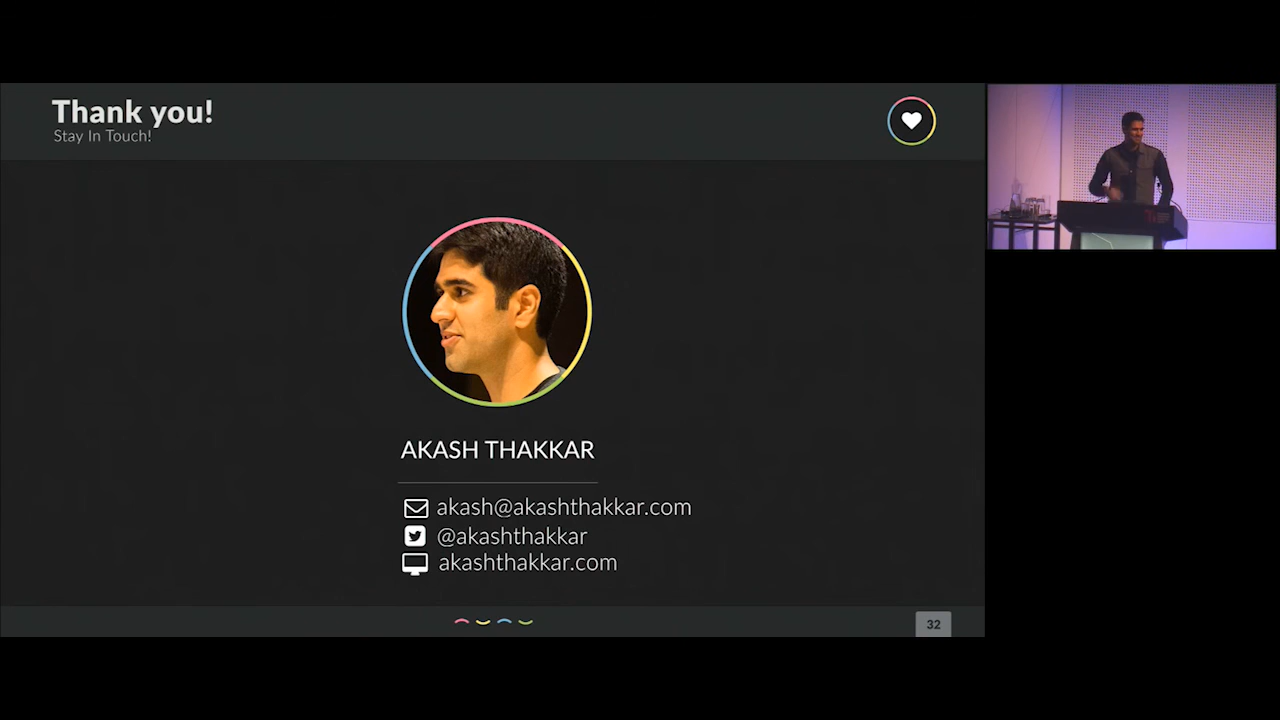 Thank you!
Stay In Touch!
AKASH THAKKAR
akash@akashthakkar.com
@akashthakkar
akashthakkar.com
32